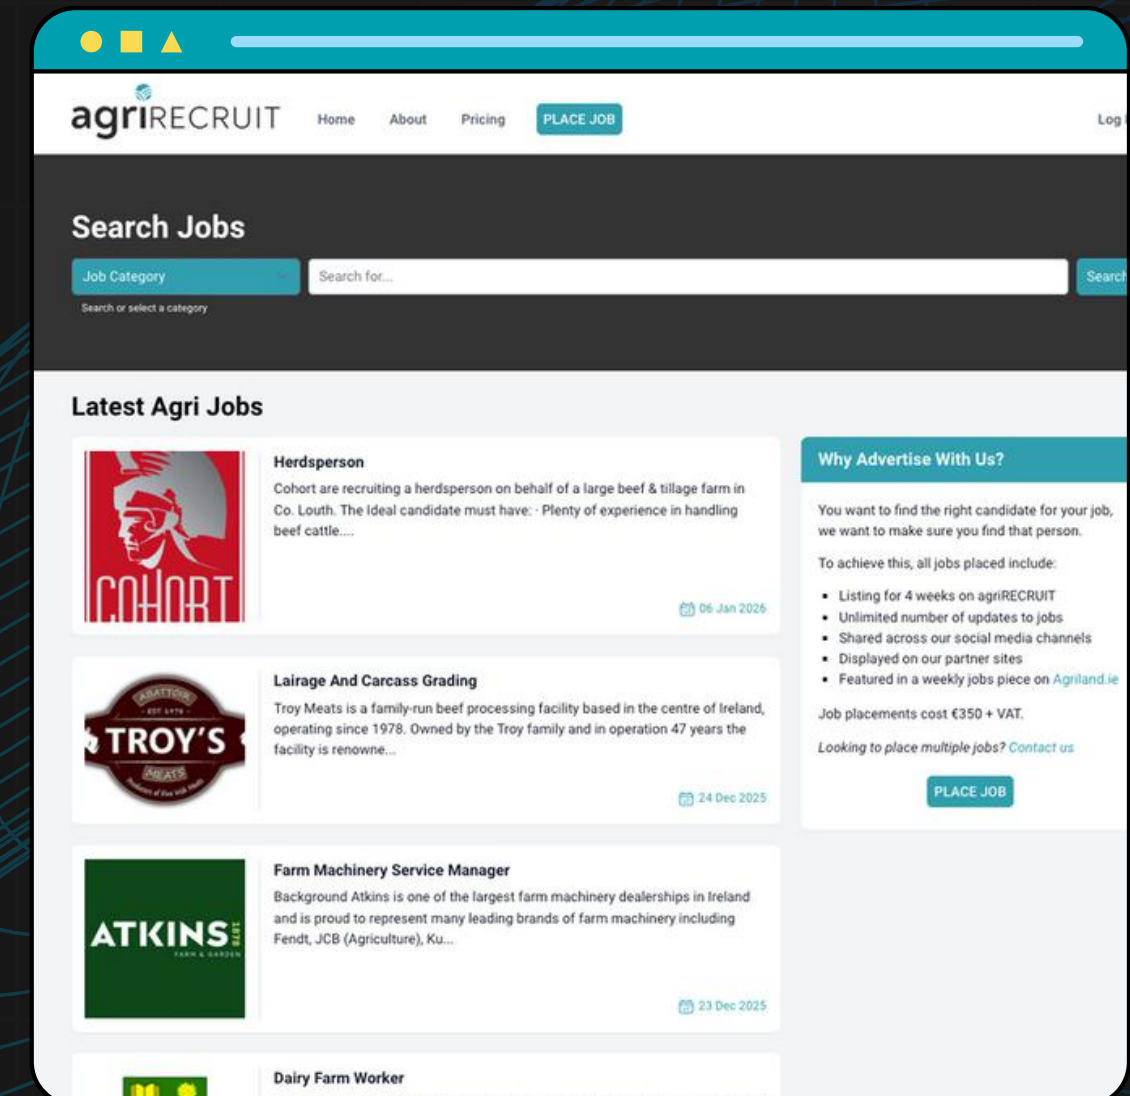 agriRECRUIT
Home
About
Pricing
PLACE JOB
Log
Search Jobs
Job Category
Search for...
Search
Search or select a category
Latest Agri Jobs
COHORT
Herdsperson
Cohort are recruiting a herdsperson on behalf of a large beef & tillage farm in
Co. Louth. The Ideal candidate must have: · Plenty of experience in handling
beef cattle....
06 Jan 2026
ABATTOIR
EST 1978
TROY'S
MEATS
Lairage And Carcass Grading
Troy Meats is a family-run beef processing facility based in the centre of Ireland,
operating since 1978. Owned by the Troy family and in operation 47 years the
facility is renowne...
24 Dec 2025
ATKINS
1878
FARM & GARDEN
Farm Machinery Service Manager
Background Atkins is one of the largest farm machinery dealerships in Ireland
and is proud to represent many leading brands of farm machinery including
Fendt, JCB (Agriculture), Ku...
23 Dec 2025
Dairy Farm Worker
Why Advertise With Us?
You want to find the right candidate for your job,
we want to make sure you find that person.
To achieve this, all jobs placed include:
▪ Listing for 4 weeks on agriRECRUIT
▪ Unlimited number of updates to jobs
▪ Shared across our social media channels
▪ Displayed on our partner sites
▪ Featured in a weekly jobs piece on Agriland.ie
Job placements cost €350 + VAT.
Looking to place multiple jobs? Contact us
PLACE JOB